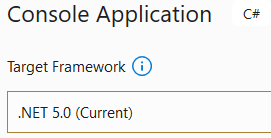 Console Application C#
Target Framework
.NET 5.0 (Current)